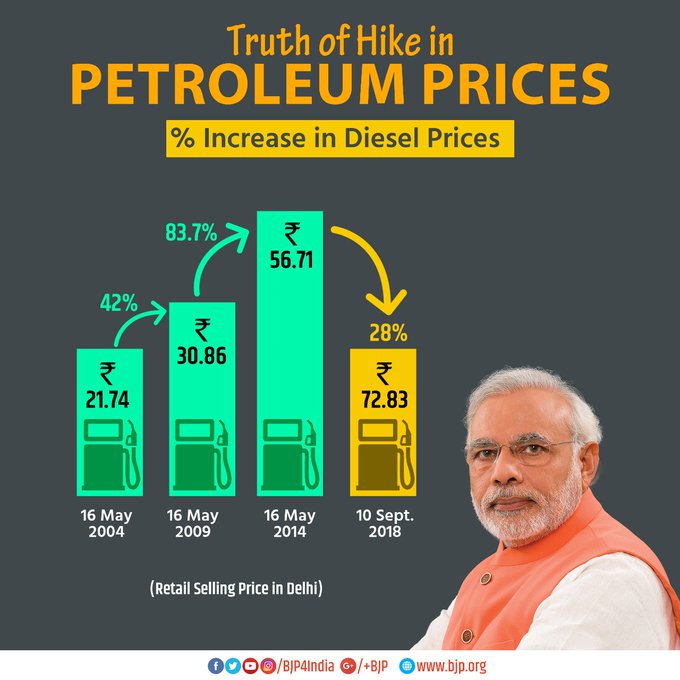 Truth of Hike in
PETROLEUM PRICES
% Increase in Diesel Prices
42%
83.7%
28%
₹
21.74
₹
30.86
₹
56.71
₹
72.83
16 May
2004
16 May
2009
16 May
2014
10 Sept.
2018
(Retail Selling Price in Delhi)
/BJP4India G+ /+BJP www.bjp.org